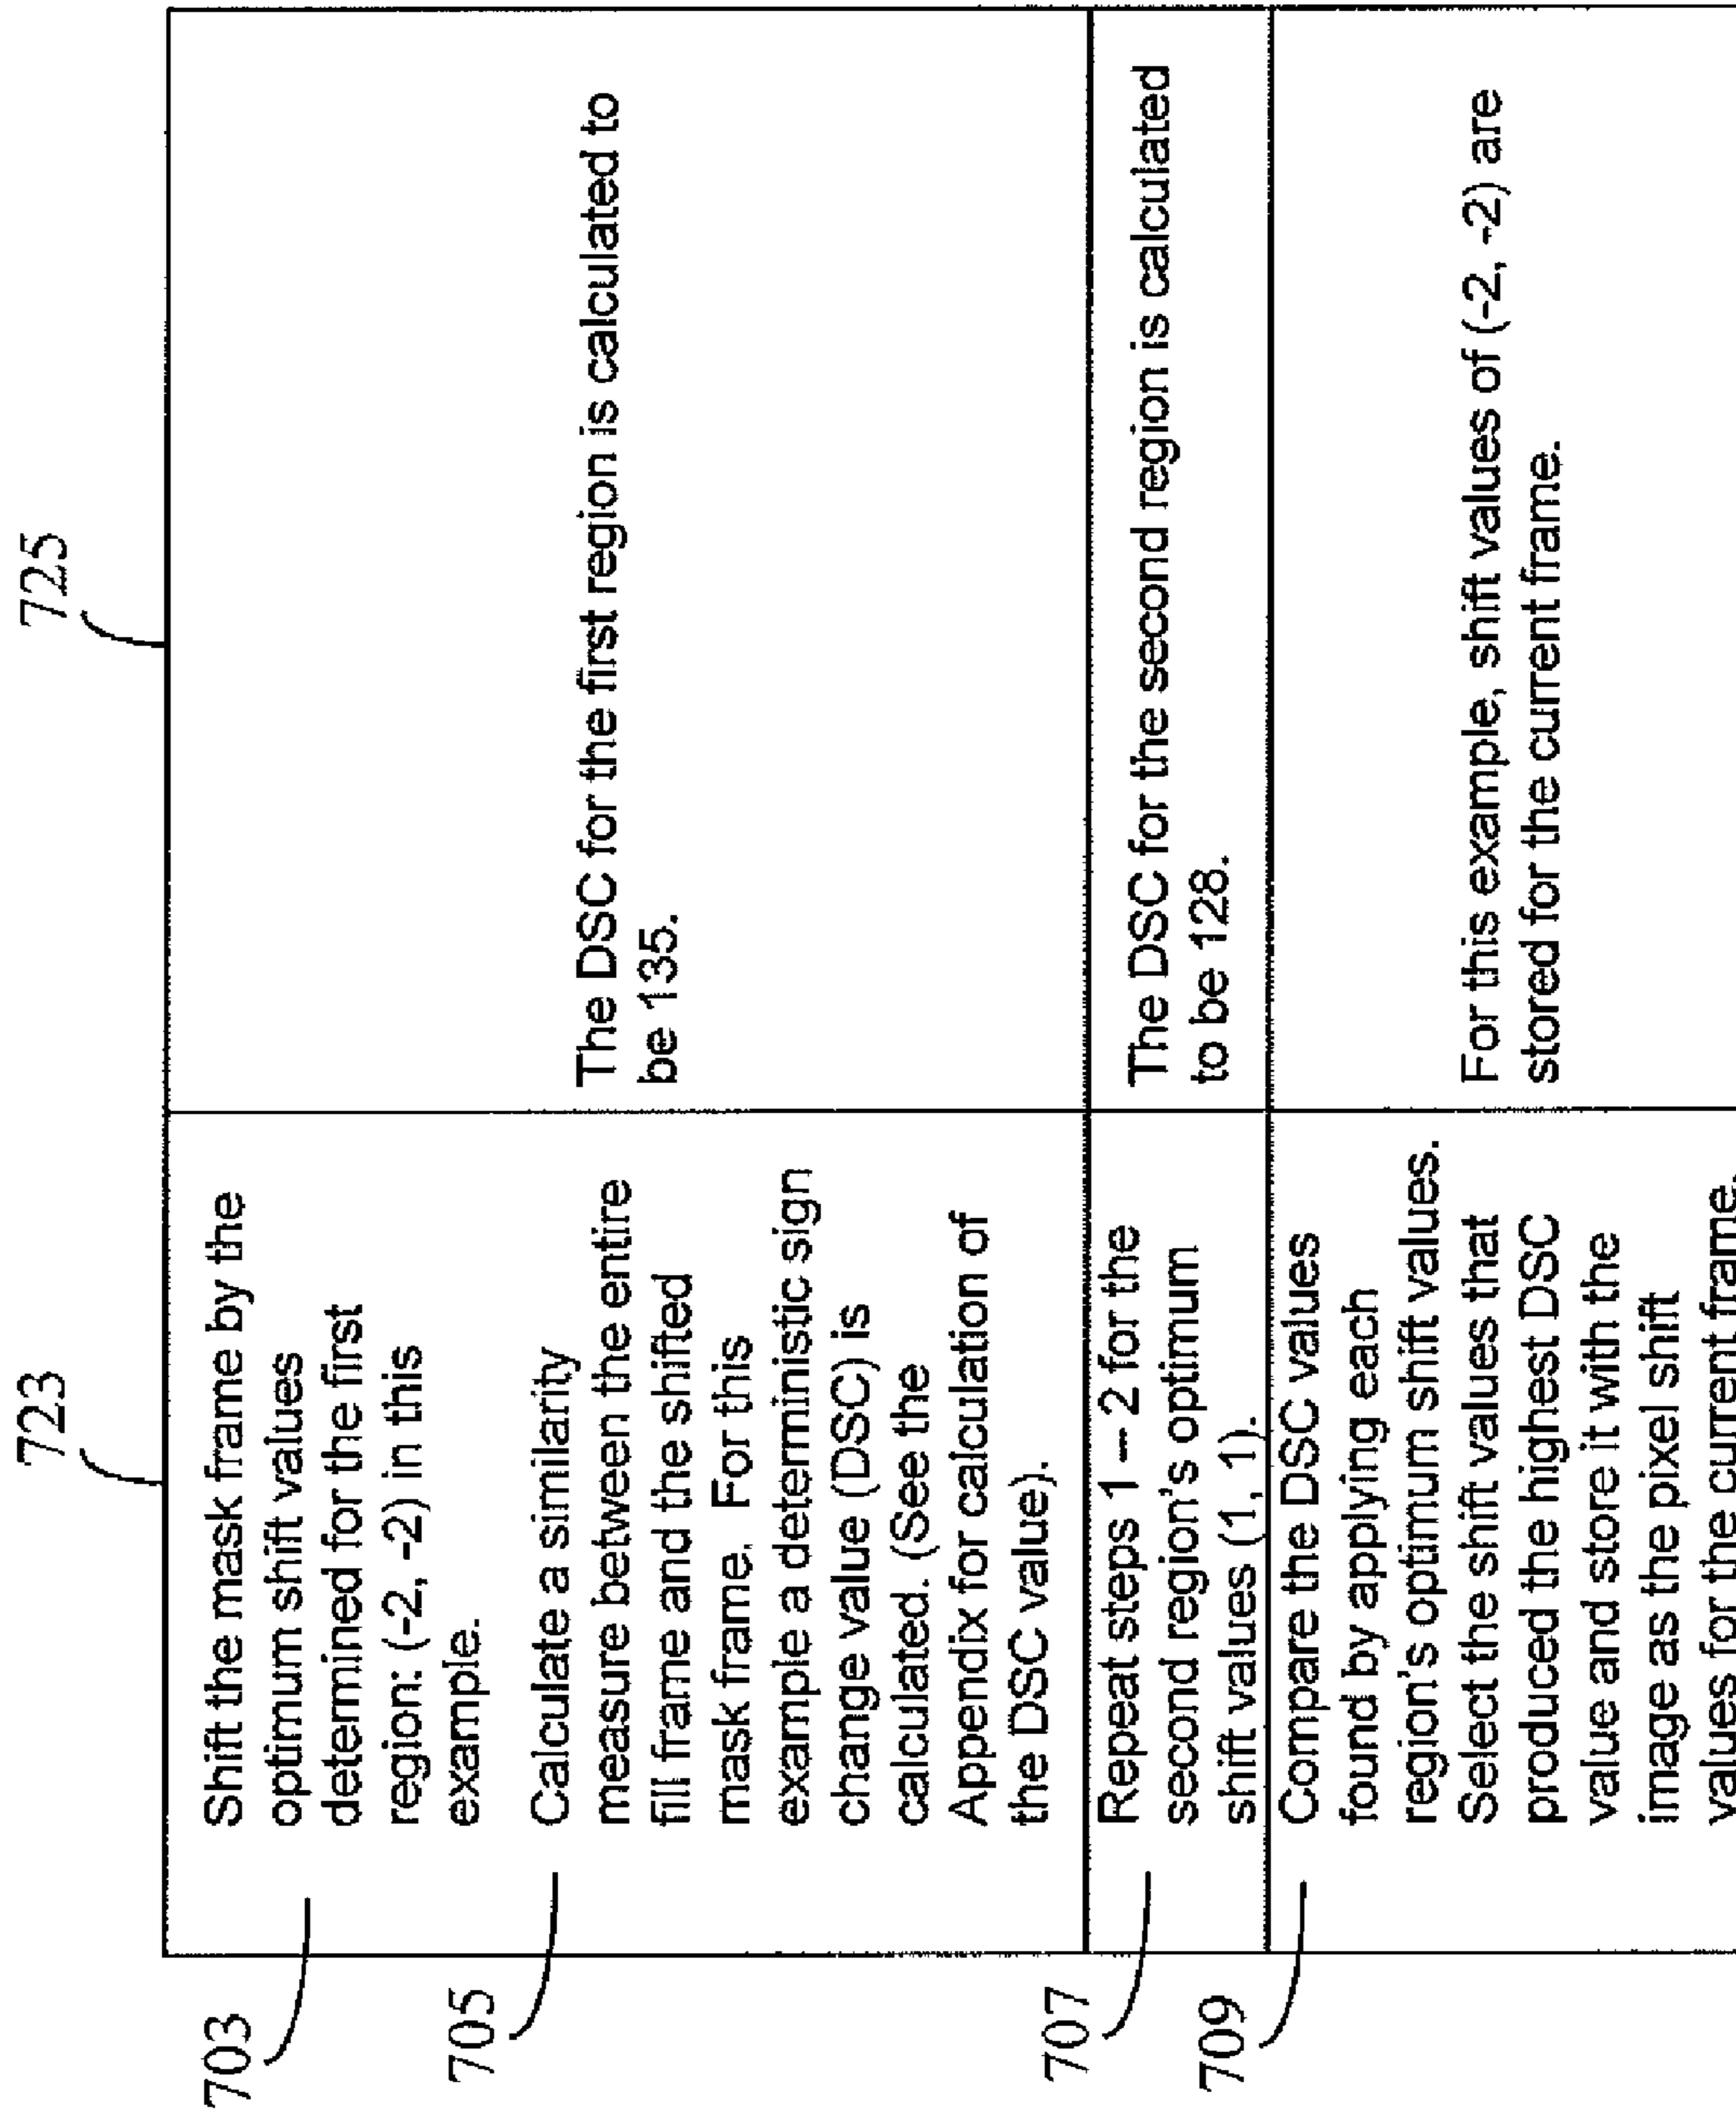 723
725
703
Shift the mask frame by the
optimum shift values
determined for the first
region: (-2, -2) in this
example.
705
Calculate a similarity
measure between the entire
fill frame and the shifted
mask frame. For this
example a deterministic sign
change value (DSC) is
calculated. (See the
Appendix for calculation of
the DSC value).
The DSC for the first region is calculated to
be 135.
707
Repeat steps 1 – 2 for the
second region's optimum
shift values (1, 1).
The DSC for the second region is calculated
to be 128.
709
Compare the DSC values
found by applying each
region's optimum shift values.
Select the shift values that
produced the highest DSC
value and store it with the
image as the pixel shift
values for the current frame.
For this example, shift values of (-2, -2) are
stored for the current frame.